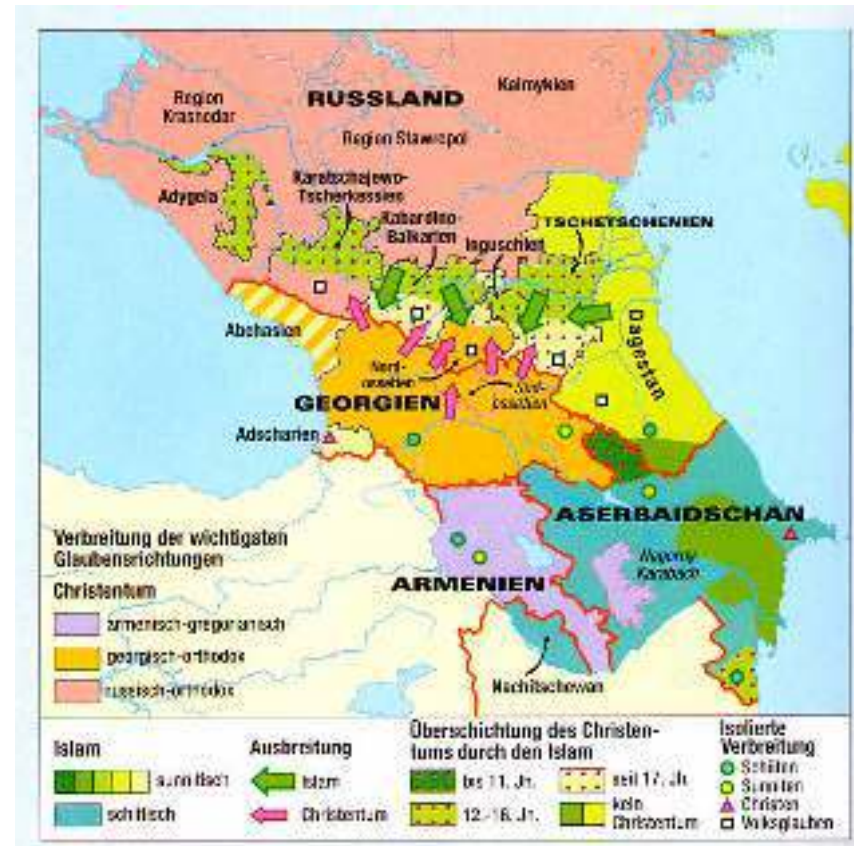 Region
Krasnodar
RUSSLAND
Kalmykien
Region Stawropol
Adygeia
Karatschajewo-
Tscherkessien
Kabardino-
Balkarien
Inguschien
TSCHETSCHENIEN
Abchasien
Dagestan
Nord-
ossetien
Süd-
ossetien
GEORGIEN
Adscharien
ASERBAIDSCHAN
Nagorny
Karabach
ARMENIEN
Nachitschewan
Verbreitung der wichtigsten
Glaubensrichtungen
Christentum
armenisch-gregorianisch
georgisch-orthodox
russisch-orthodox
Islam
sunnitisch
schiitisch
Ausbreitung
Islam
Christentum
Überschichtung des Christen-
tums durch den Islam
bis 11. Jh.
12.-16. Jh.
seit 17. Jh.
kein
Christentum
Isolierte
Verbreitung
Schiiten
Sunniten
Christen
Volksglauben